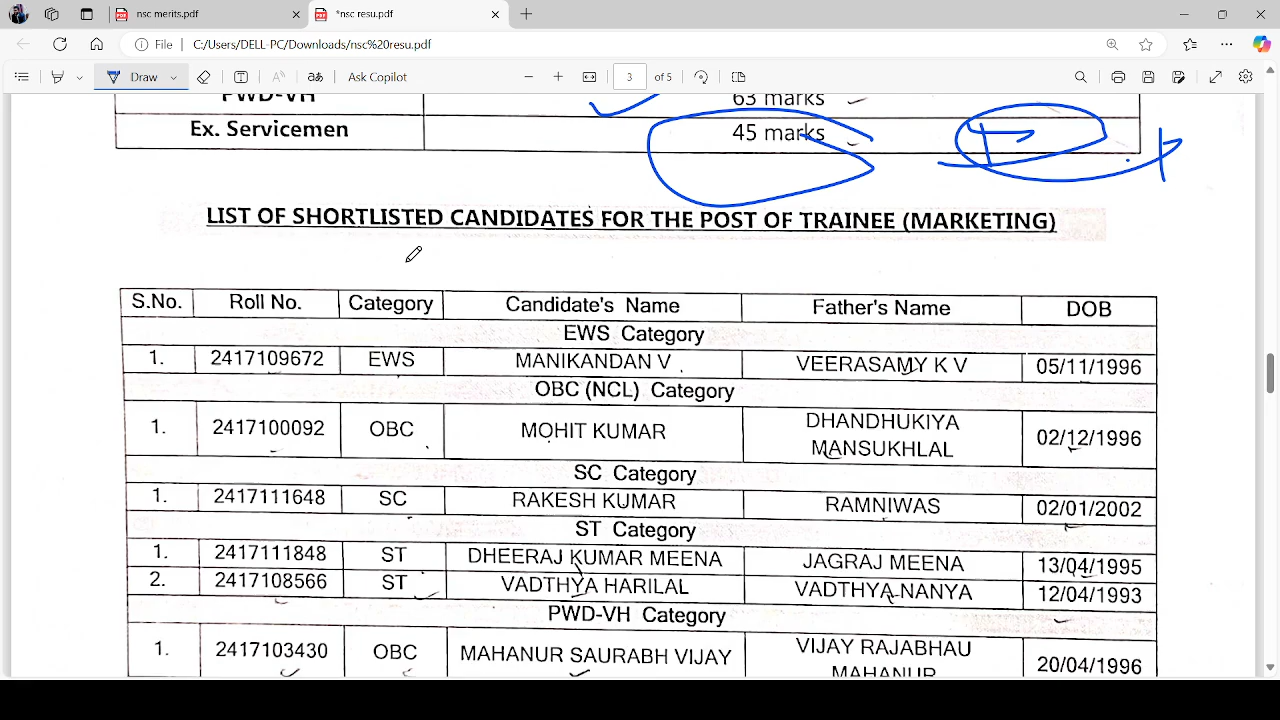 nsc merits.pdf
*nsc resu.pdf
File C:/Users/DELL-PC/Downloads/nsc%20resu.pdf
Draw Ask Copilot 3 of 5
PWD-VH 63 marks
Ex. Servicemen 45 marks
LIST OF SHORTLISTED CANDIDATES FOR THE POST OF TRAINEE (MARKETING)
S.No. Roll No. Category Candidate's Name Father's Name DOB
EWS Category
1. 2417109672 EWS MANIKANDAN V VEERASAMY K V 05/11/1996
OBC (NCL) Category
1. 2417100092 OBC MOHIT KUMAR DHANDHUKIYA MANSUKHLAL 02/12/1996
SC Category
1. 2417111648 SC RAKESH KUMAR RAMNIWAS 02/01/2002
ST Category
1. 2417111848 ST DHEERAJ KUMAR MEENA JAGRAJ MEENA 13/04/1995
2. 2417108566 ST VADTHYA HARILAL VADTHYA NANYA 12/04/1993
PWD-VH Category
1. 2417103430 OBC MAHANUR SAURABH VIJAY VIJAY RAJABHAU MAHANUR 20/04/1996